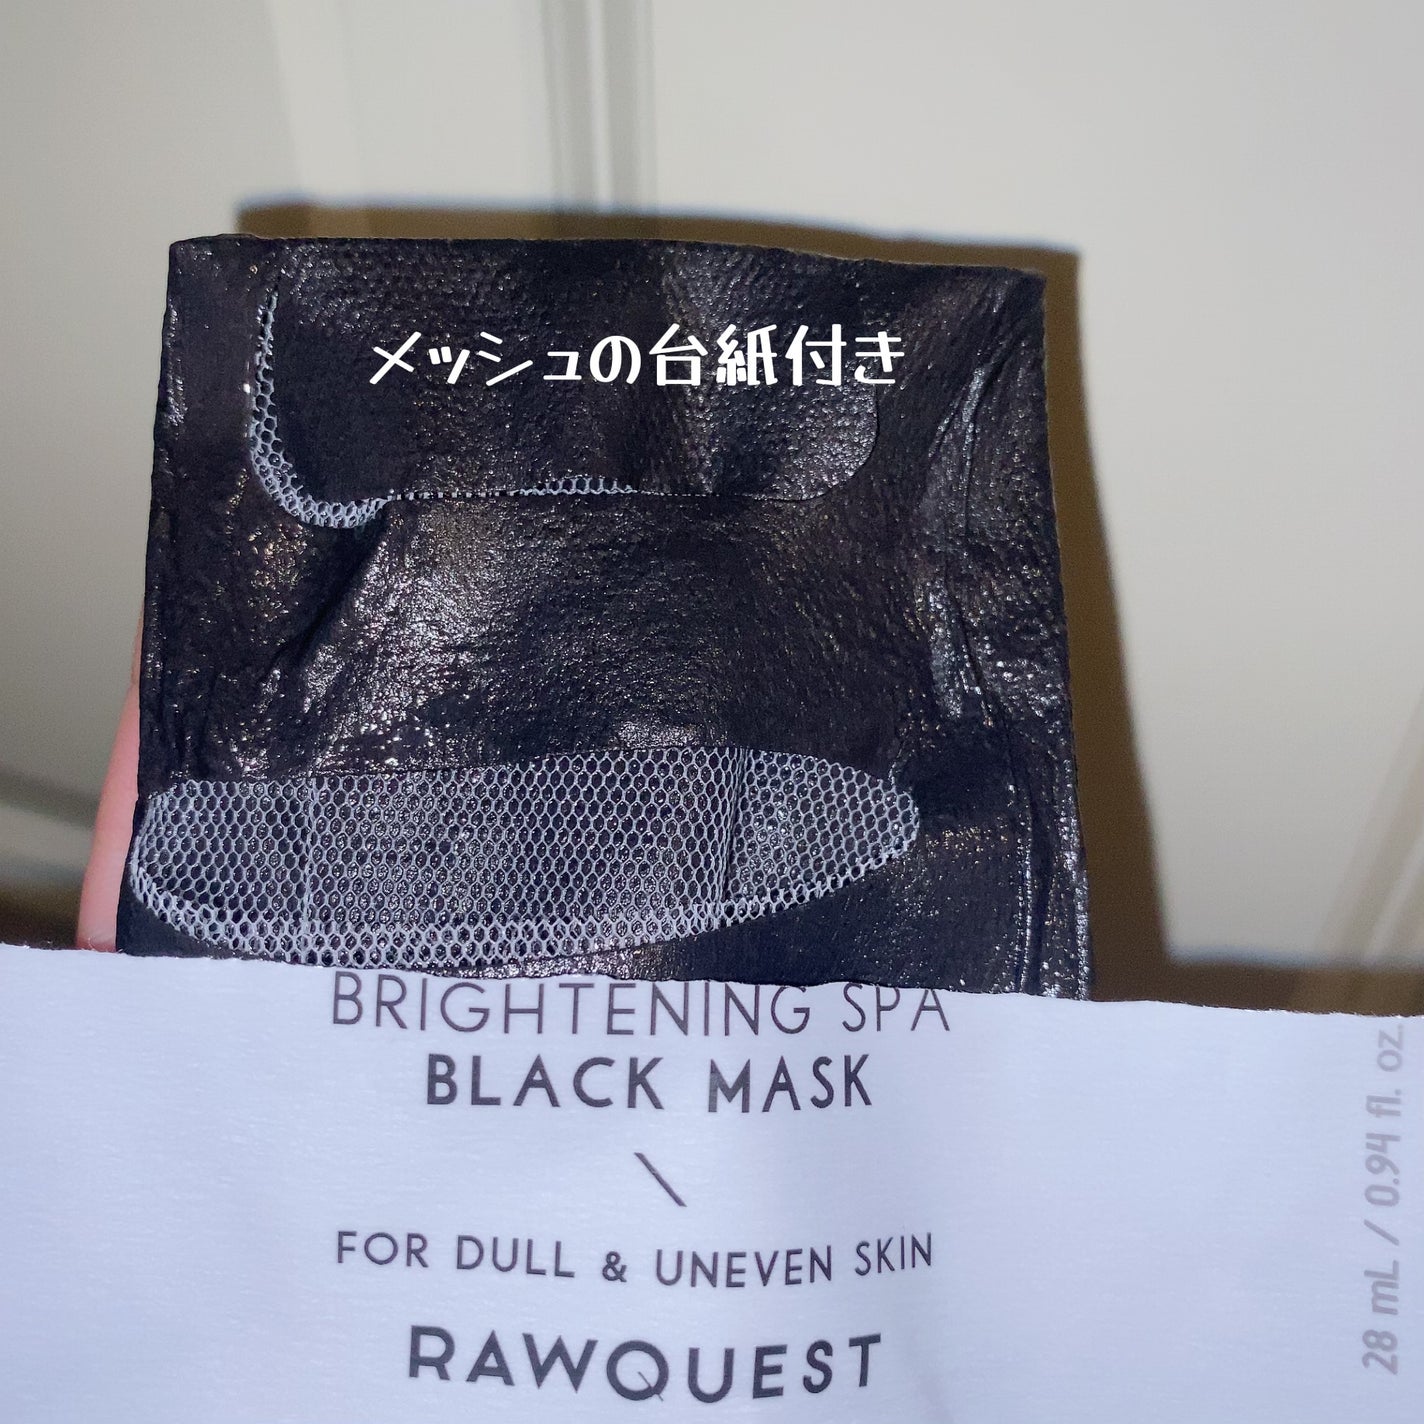 メッシュの台紙付き
BRIGHTENING SPA
BLACK MASK
\
FOR DULL & UNEVEN SKIN
RAWQUEST
28 mL / 0.94 fl. oz.